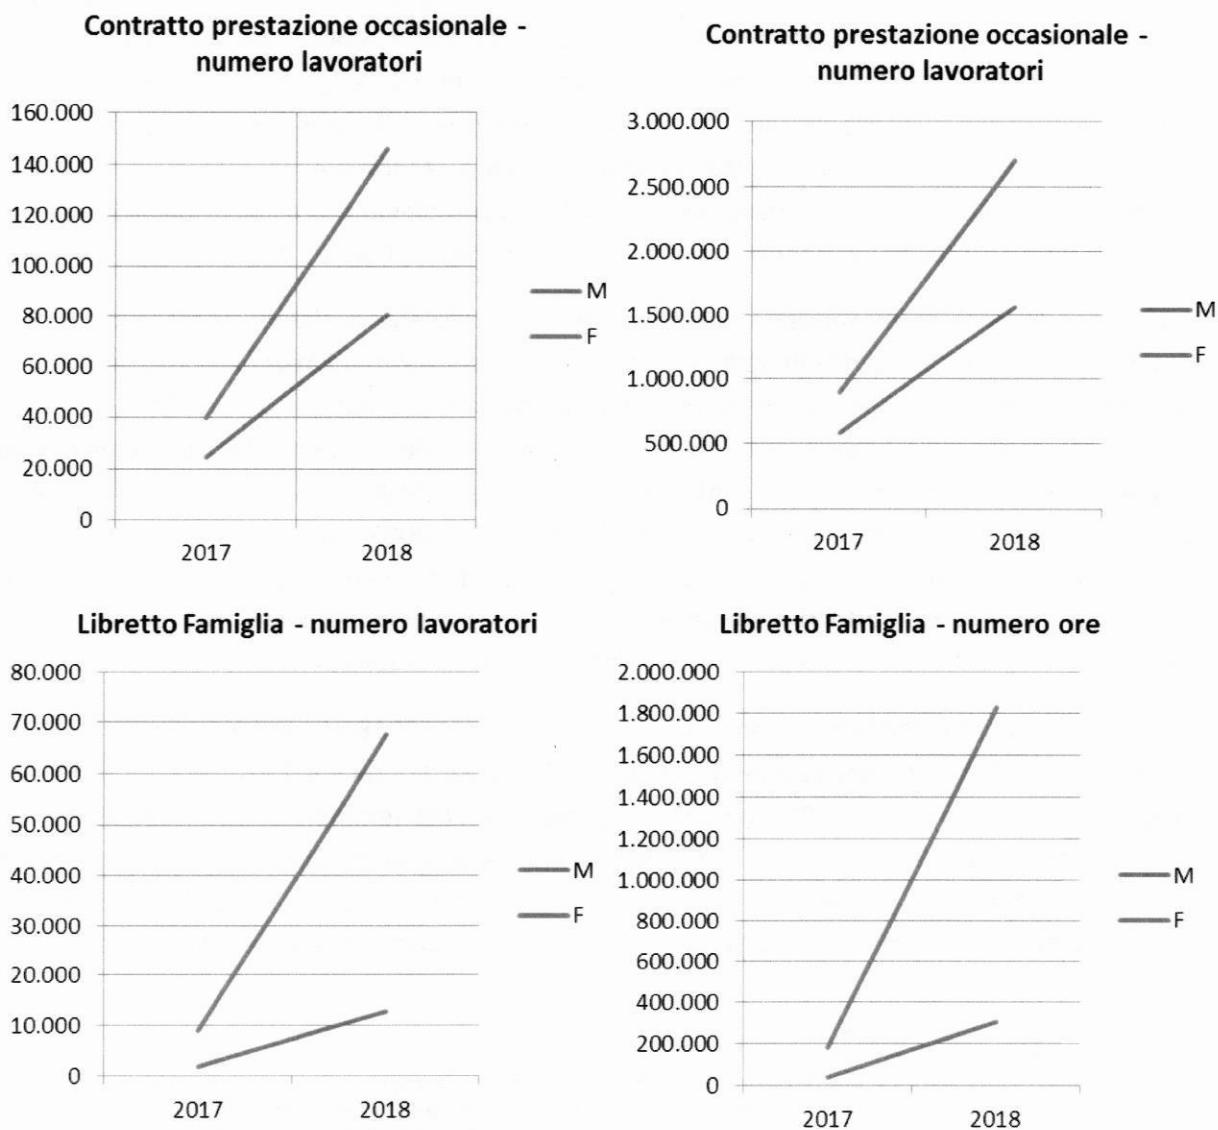 Contratto prestazione occasionale -
numero lavoratori
160.000
140.000
120.000
100.000
80.000
60.000
40.000
20.000
0
2017 2018
M
F
Contratto prestazione occasionale -
numero lavoratori
3.000.000
2.500.000
2.000.000
1.500.000
1.000.000
500.000
0
2017 2018
M
F
Libretto Famiglia - numero lavoratori
80.000
70.000
60.000
50.000
40.000
30.000
20.000
10.000
0
2017 2018
M
F
Libretto Famiglia - numero ore
2.000.000
1.800.000
1.600.000
1.400.000
1.200.000
1.000.000
800.000
600.000
400.000
200.000
0
2017 2018
M
F